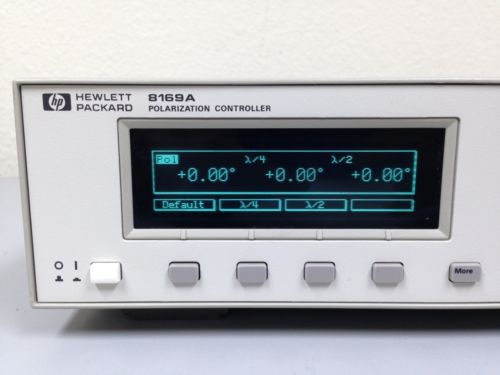 hp HEWLETT PACKARD 8169A
POLARIZATION CONTROLLER
Pol λ/4 λ/2
+0.00° +0.00° +0.00°
Default λ/4 λ/2
More